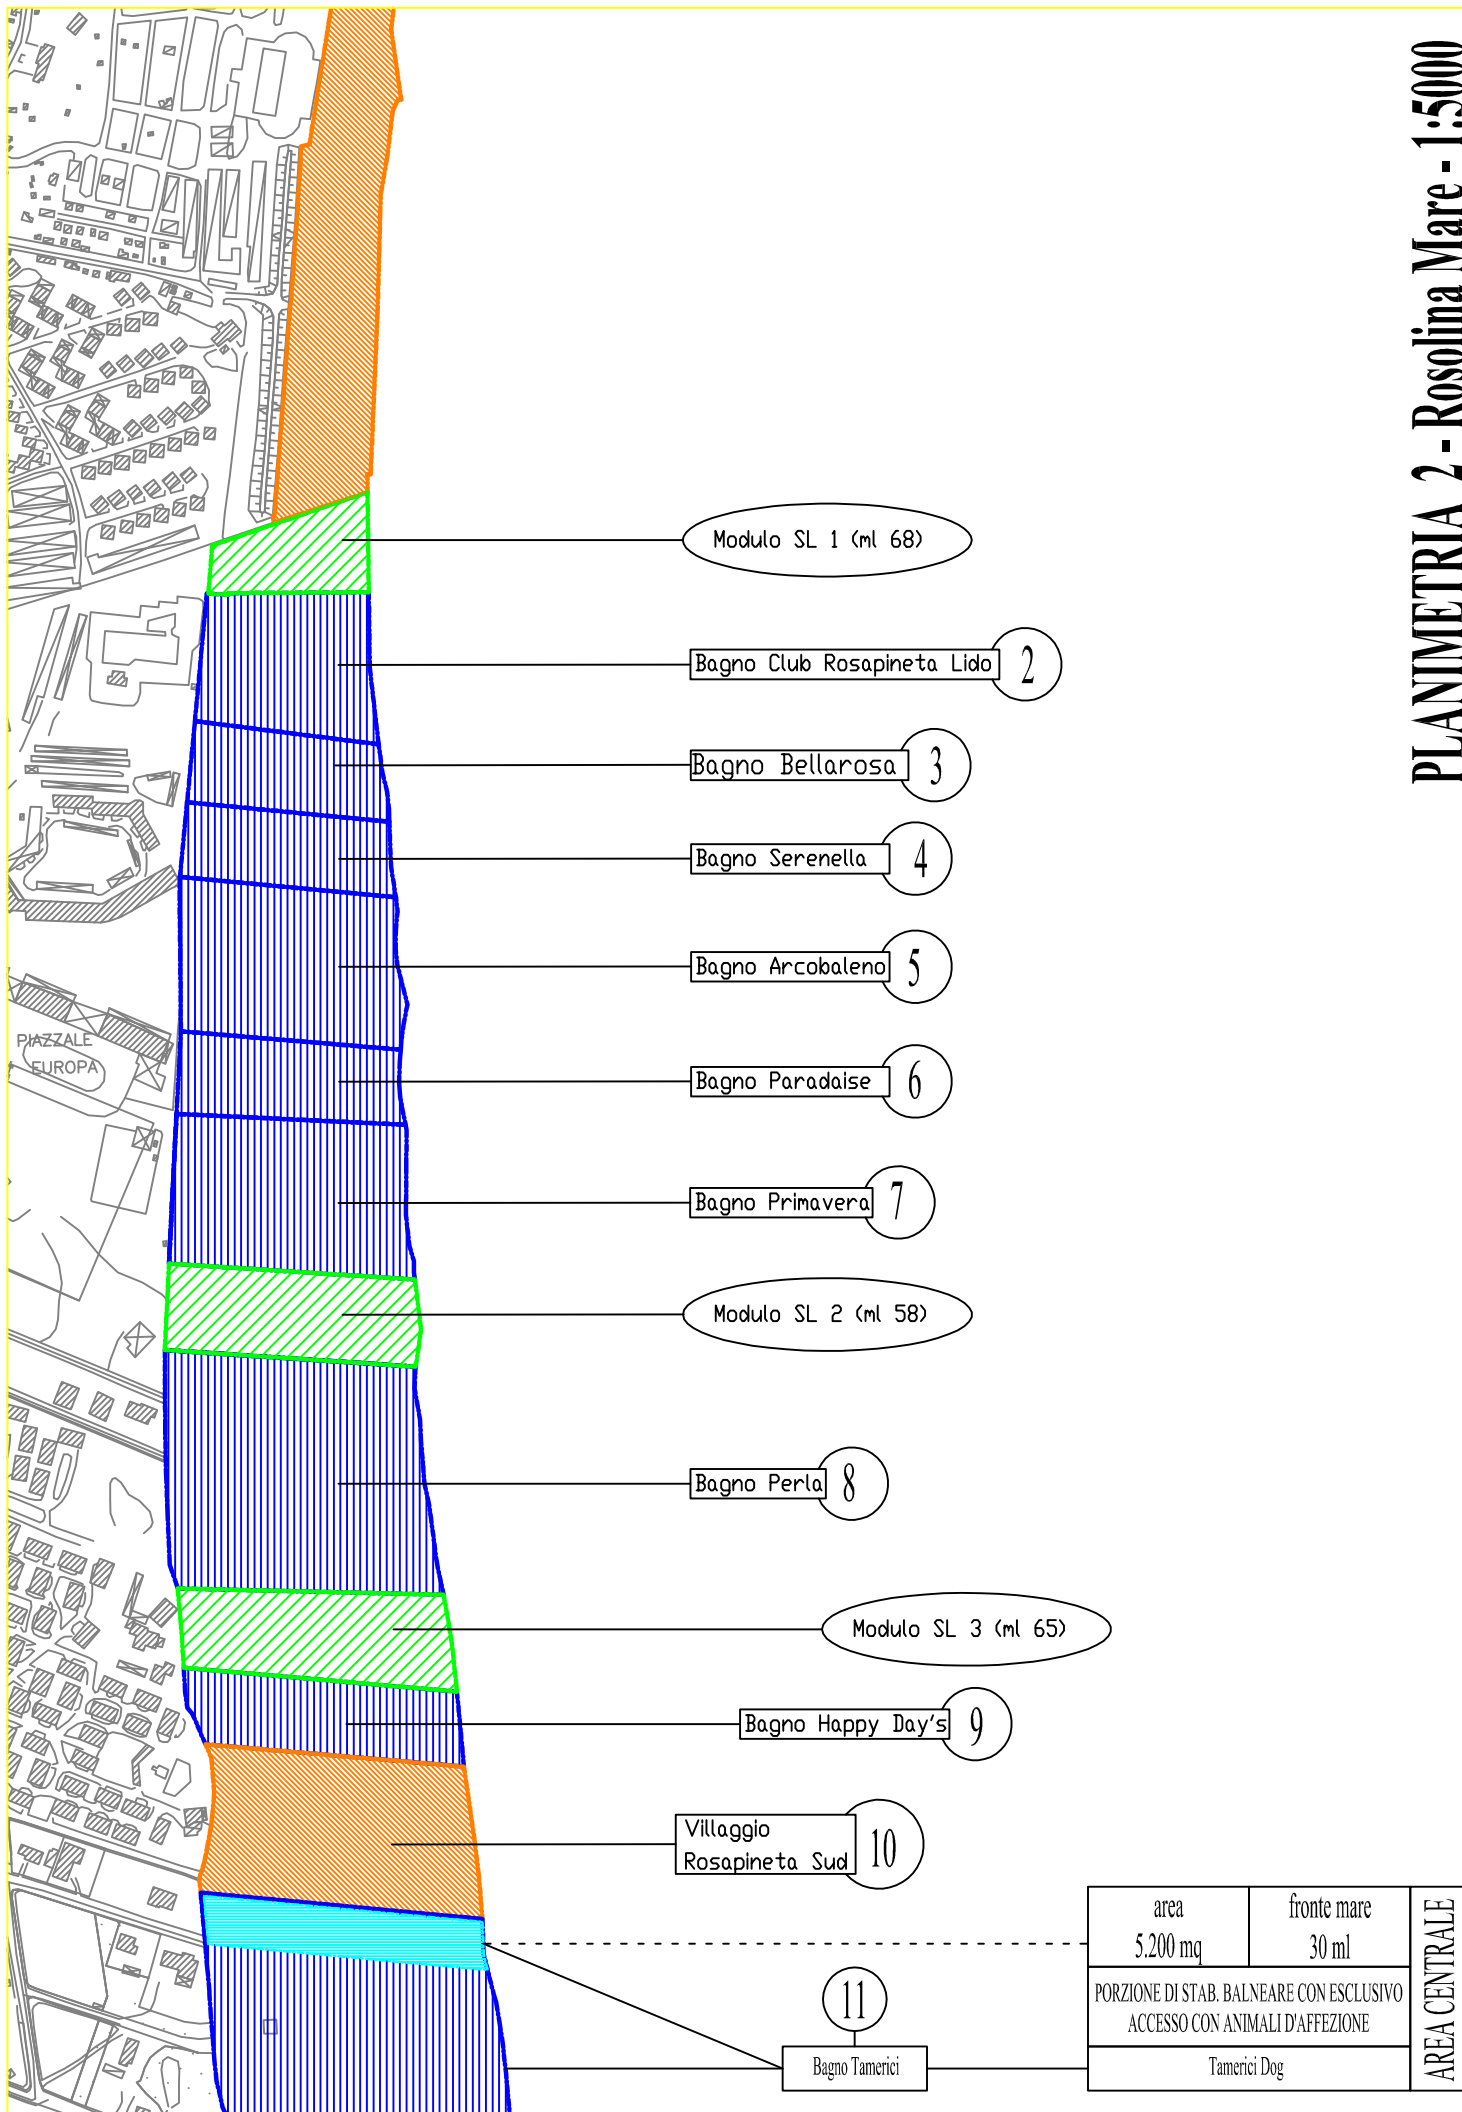 PLANIMETRIA 2 - Rosolina Mare - 1:5000
Modulo SL 1 (ml 68)
Bagno Club Rosapineta Lido 2
Bagno Bellarosa 3
Bagno Serenella 4
Bagno Arcobaleno 5
PIAZZALE
EUROPA
Bagno Paradaise 6
Bagno Primavera 7
Modulo SL 2 (ml 58)
Bagno Perla 8
Modulo SL 3 (ml 65)
Bagno Happy Day's 9
Villaggio
Rosapineta Sud
10
area
5.200 mq
fronte mare
30 ml
PORZIONE DI STAB. BALNEARE CON ESCLUSIVO
ACCESSO CON ANIMALI D'AFFEZIONE
Tamerici Dog
AREA CENTRALE
11
Bagno Tamerici